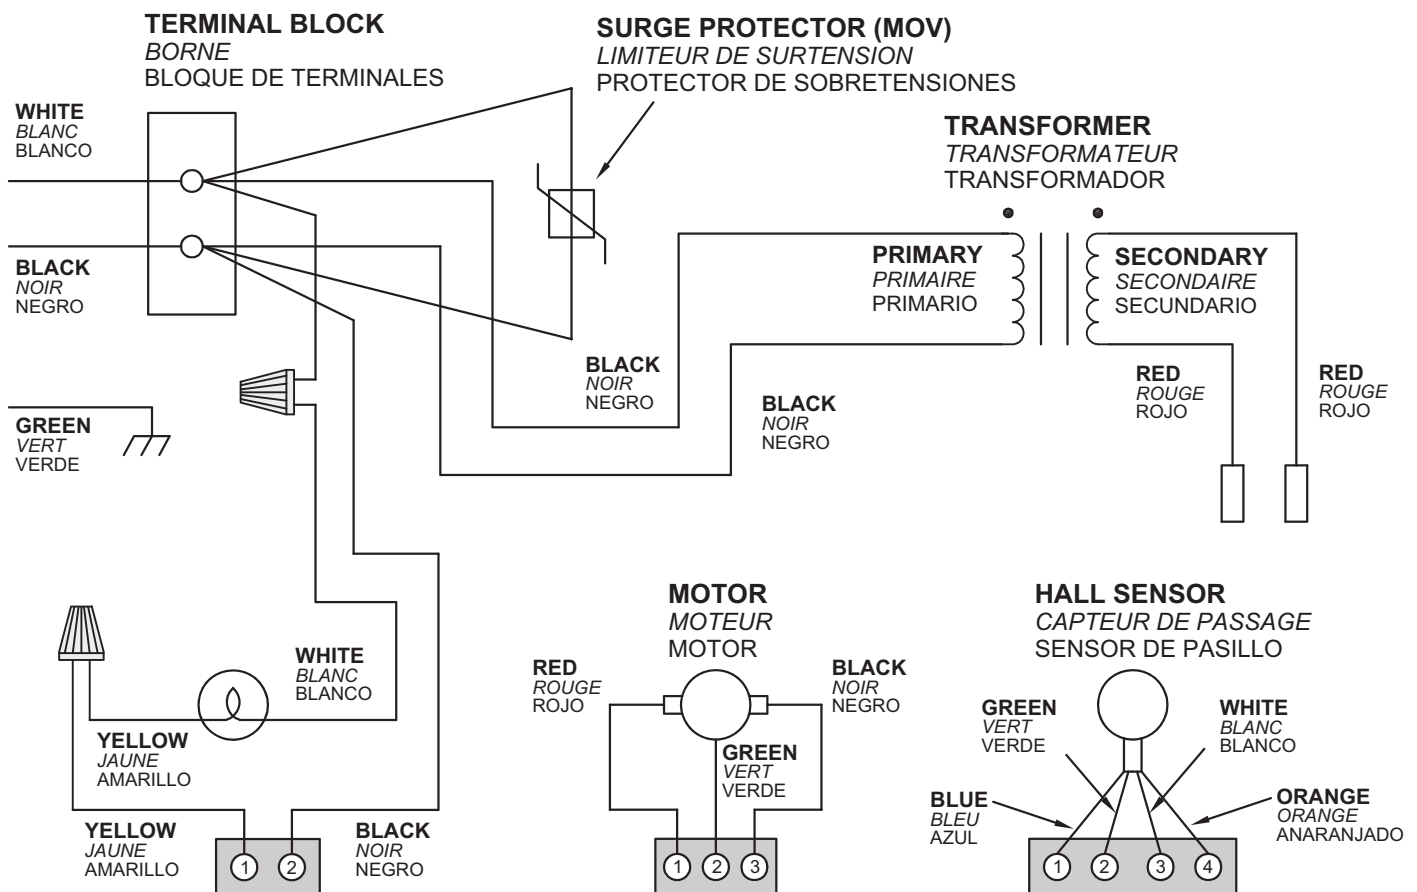 TERMINAL BLOCK
BORNE
BLOQUE DE TERMINALES
SURGE PROTECTOR (MOV)
LIMITEUR DE SURTENSION
PROTECTOR DE SOBRETENSIONES
WHITE
BLANC
BLANCO
TRANSFORMER
TRANSFORMATEUR
TRANSFORMADOR
BLACK
NOIR
NEGRO
PRIMARY
PRIMAIRE
PRIMARIO
SECONDARY
SECONDAIRE
SECUNDARIO
BLACK
NOIR
NEGRO
BLACK
NOIR
NEGRO
RED
ROUGE
ROJO
RED
ROUGE
ROJO
GREEN
VERT
VERDE
WHITE
BLANC
BLANCO
YELLOW
JAUNE
AMARILLO
YELLOW
JAUNE
AMARILLO
1
2
BLACK
NOIR
NEGRO
MOTOR
MOTEUR
MOTOR
RED
ROUGE
ROJO
BLACK
NOIR
NEGRO
GREEN
VERT
VERDE
1
2
3
HALL SENSOR
CAPTEUR DE PASSAGE
SENSOR DE PASILLO
GREEN
VERT
VERDE
WHITE
BLANC
BLANCO
BLUE
BLEU
AZUL
ORANGE
ORANGE
ANARANJADO
1
2
3
4